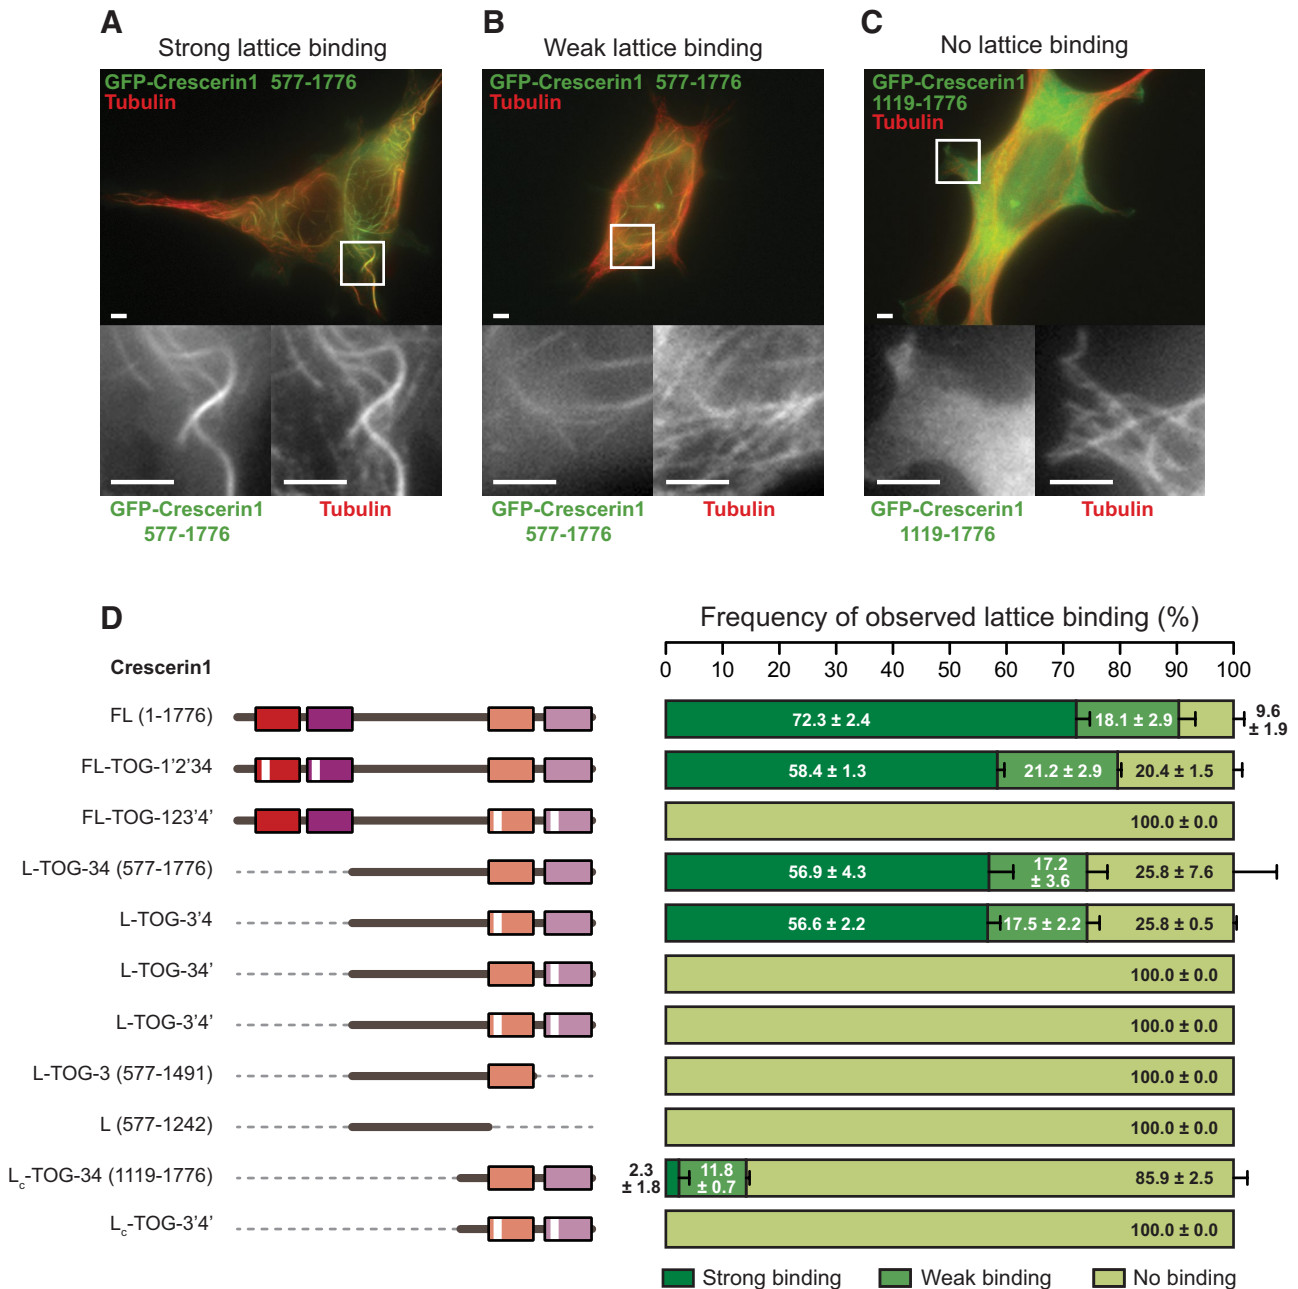 A
Strong lattice binding
GFP-Crescerin1 577-1776
Tubulin
GFP-Crescerin1
577-1776
Tubulin
B
Weak lattice binding
GFP-Crescerin1 577-1776
Tubulin
GFP-Crescerin1
577-1776
Tubulin
C
No lattice binding
GFP-Crescerin1
1119-1776
Tubulin
GFP-Crescerin1
1119-1776
Tubulin
D
Frequency of observed lattice binding (%)
Crescerin1
0 10 20 30 40 50 60 70 80 90 100
FL (1-1776)
72.3 ± 2.4
18.1 ± 2.9
9.6
± 1.9
FL-TOG-1'2'34
58.4 ± 1.3
21.2 ± 2.9
20.4 ± 1.5
FL-TOG-123'4'
100.0 ± 0.0
L-TOG-34 (577-1776)
56.9 ± 4.3
17.2
± 3.6
25.8 ± 7.6
L-TOG-3'4
56.6 ± 2.2
17.5 ± 2.2
25.8 ± 0.5
L-TOG-34'
100.0 ± 0.0
L-TOG-3'4'
100.0 ± 0.0
L-TOG-3 (577-1491)
100.0 ± 0.0
L (577-1242)
100.0 ± 0.0
Lc-TOG-34 (1119-1776)
2.3
± 1.8
11.8
± 0.7
85.9 ± 2.5
Lc-TOG-3'4'
100.0 ± 0.0
Strong binding
Weak binding
No binding